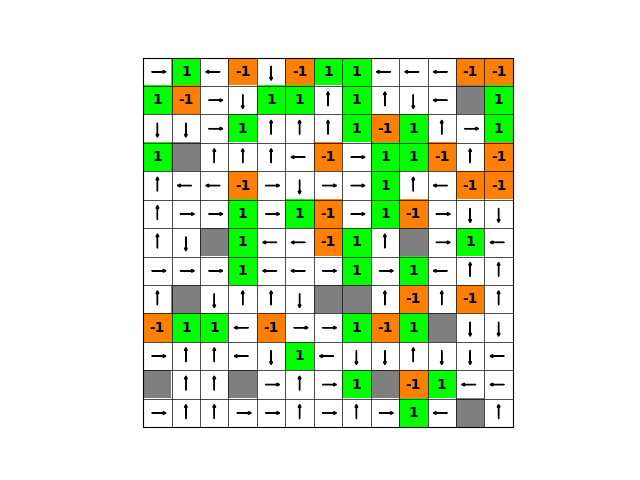 → 1 ← -1 ↓ -1 1 1 ← ← ← -1 -1
1 -1 → ↓ 1 1 ↑ 1 ↑ ↓ ← 1
↓ ↓ → 1 ↑ ↑ ↑ 1 -1 1 ↑ → 1
1 ↑ ↑ ↑ ← -1 → 1 1 -1 ↑ -1
↑ ← ← -1 → ↓ → → 1 ↑ ← -1 -1
↑ → → 1 → 1 -1 → 1 -1 → ↓ ↓
↑ ↓ 1 ← ← -1 1 ↑ → 1 ←
→ → → 1 ← ← → 1 → 1 ← ↑ ↑
↑ ↓ ↑ ↑ ↓ ↑ -1 ↑ -1 ↑
-1 1 1 ← -1 → → 1 -1 1 ↓ ↓
→ ↑ ↑ ← ↓ 1 ← ↓ ↓ ↑ ↓ ↓ ←
↑ ↑ → ↑ → 1 -1 1 ← ←
→ ↑ ↑ → → ↑ → ↑ → 1 ← ↑